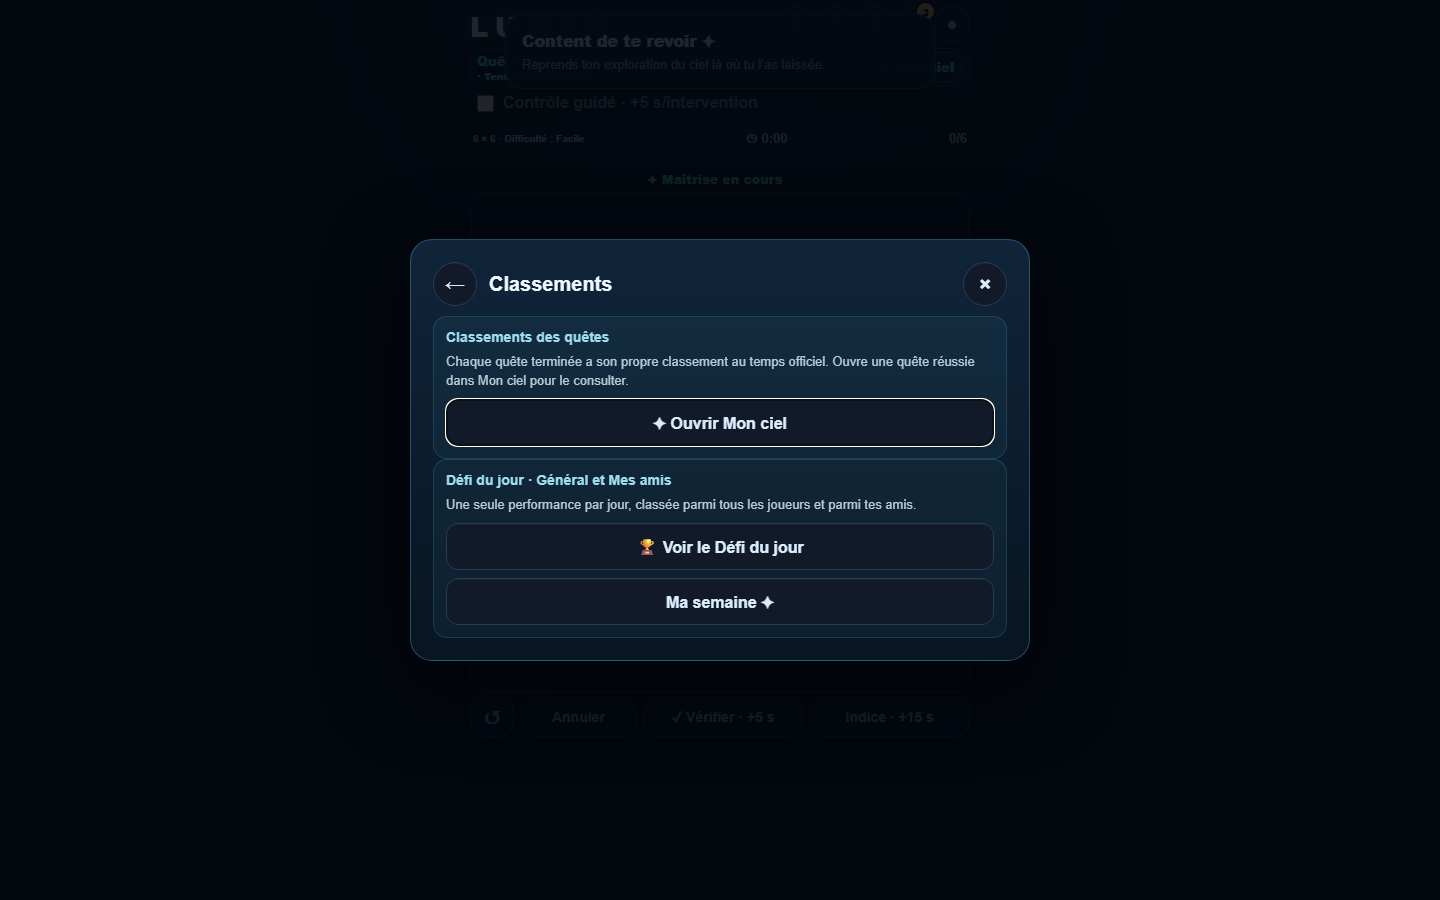 Content de te revoir ✦
Reprends ton exploration du ciel là où tu l'as laissée.
Contrôle guidé · +5 s/intervention
6 × 6 · Difficulté : Facile
0:00
0/6
✦ Maîtrise en cours
←
Classements
✖
Classements des quêtes
Chaque quête terminée a son propre classement au temps officiel. Ouvre une quête réussie
dans Mon ciel pour le consulter.
✦ Ouvrir Mon ciel
Défi du jour · Général et Mes amis
Une seule performance par jour, classée parmi tous les joueurs et parmi tes amis.
🏆 Voir le Défi du jour
Ma semaine ✦
↺
Annuler
✓ Vérifier · +5 s
Indice · +15 s